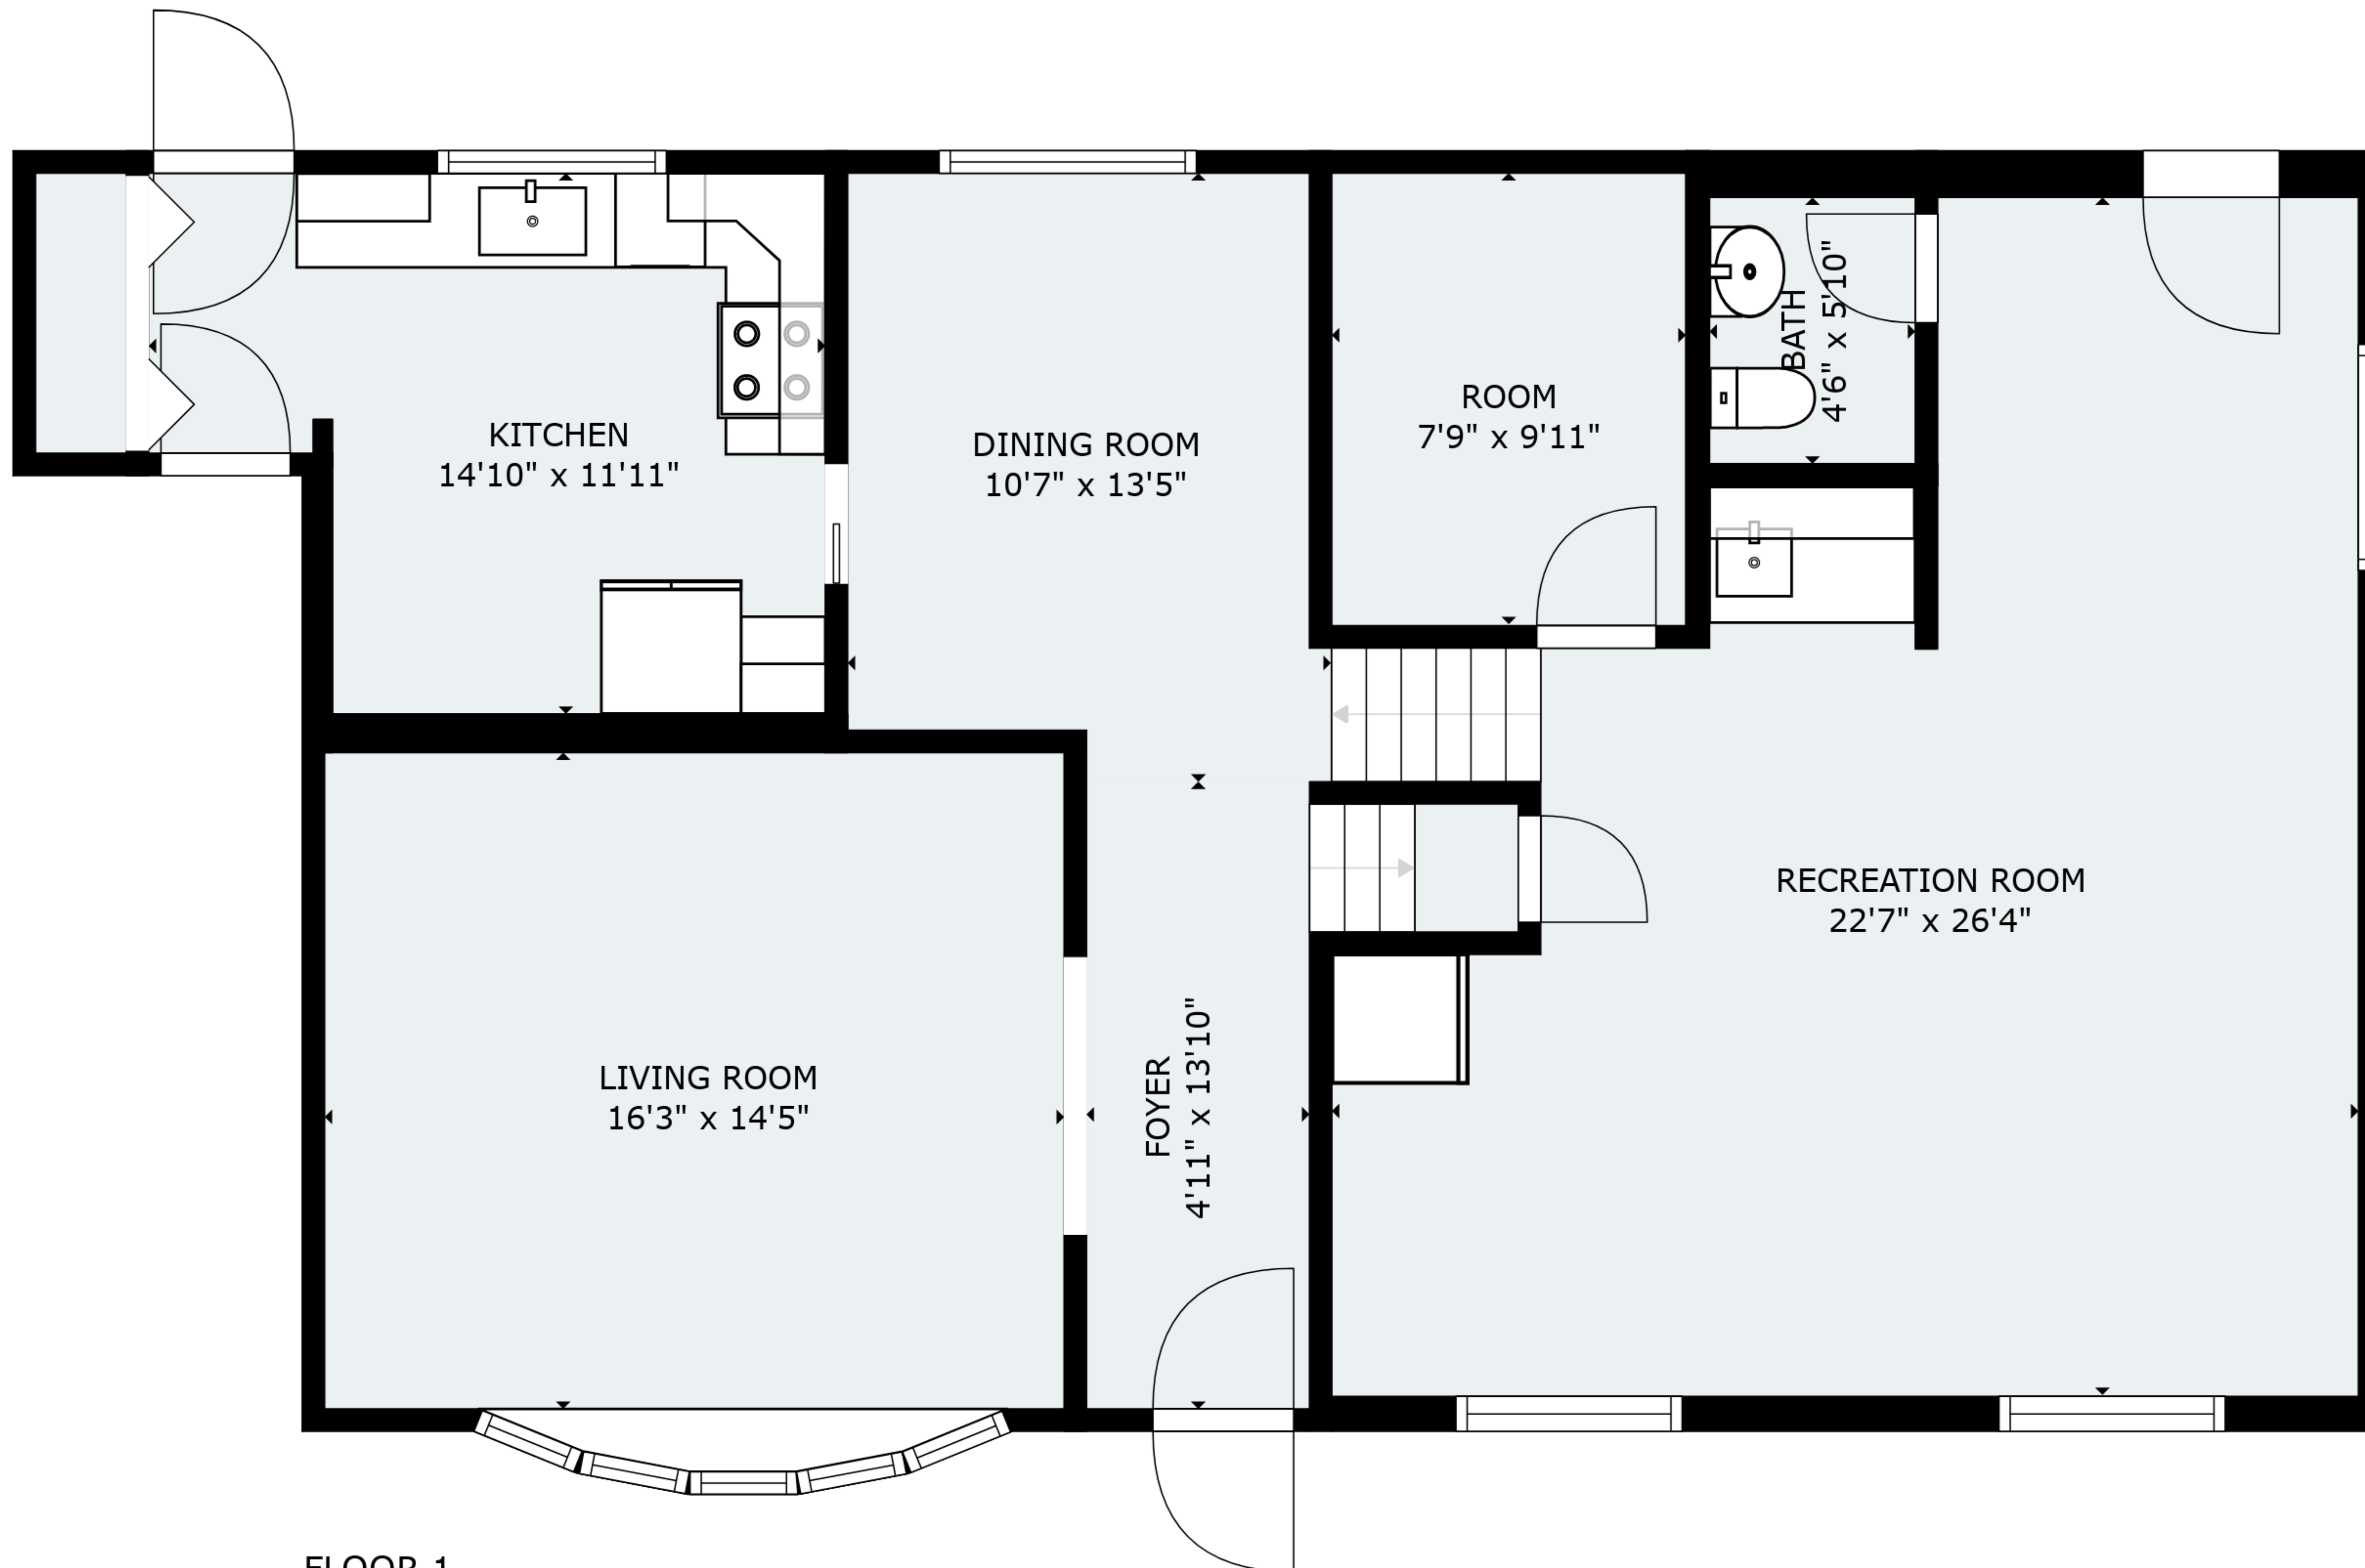 KITCHEN
14'10" x 11'11"
DINING ROOM
10'7" x 13'5"
ROOM
7'9" x 9'11"
BATH
4'6" x 5'10"
RECREATION ROOM
22'7" x 26'4"
LIVING ROOM
16'3" x 14'5"
FOYER
4'11" x 13'10"
FLOOR 1